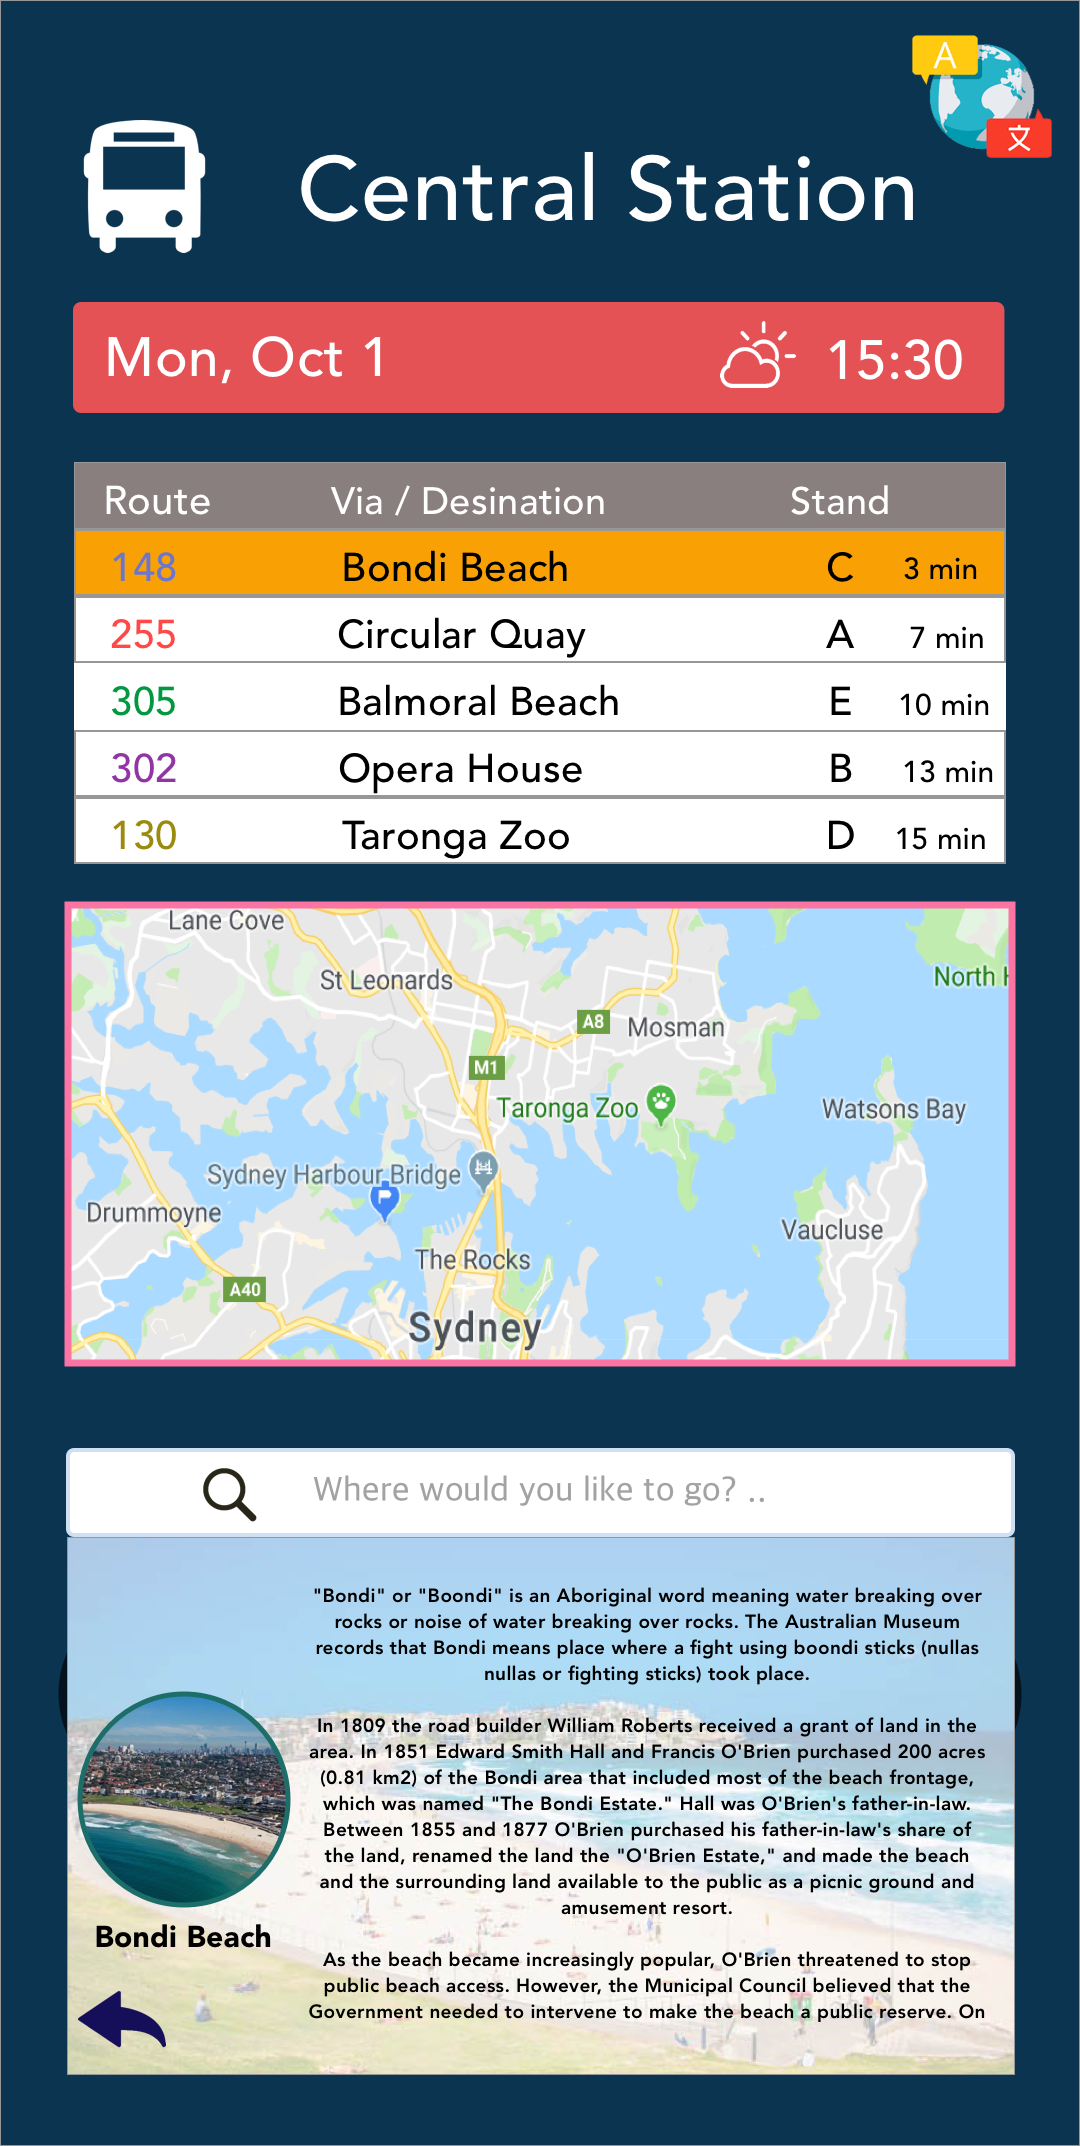 A
文
Central Station
Mon, Oct 1
15:30
Route Via / Desination Stand
148 Bondi Beach C 3 min
255 Circular Quay A 7 min
305 Balmoral Beach E 10 min
302 Opera House B 13 min
130 Taronga Zoo D 15 min
Lane Cove
St Leonards
North
A8
Mosman
M1
Taronga Zoo
Watsons Bay
Sydney Harbour Bridge
Drummoyne
Vaucluse
The Rocks
A40
Sydney
Where would you like to go? ..
"Bondi" or "Boondi" is an Aboriginal word meaning water breaking over
rocks or noise of water breaking over rocks. The Australian Museum
records that Bondi means place where a fight using boondi sticks (nullas
nullas or fighting sticks) took place.
In 1809 the road builder William Roberts received a grant of land in the
area. In 1851 Edward Smith Hall and Francis O'Brien purchased 200 acres
(0.81 km2) of the Bondi area that included most of the beach frontage,
which was named "The Bondi Estate." Hall was O'Brien's father-in-law.
Between 1855 and 1877 O'Brien purchased his father-in-law's share of
the land, renamed the land the "O'Brien Estate," and made the beach
and the surrounding land available to the public as a picnic ground and
amusement resort.
As the beach became increasingly popular, O'Brien threatened to stop
public beach access. However, the Municipal Council believed that the
Government needed to intervene to make the beach a public reserve. On
Bondi Beach